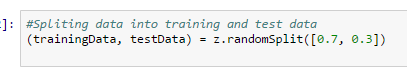 ]: #Spliting data into training and test data
(trainingData, testData) = z.randomSplit([0.7, 0.3])